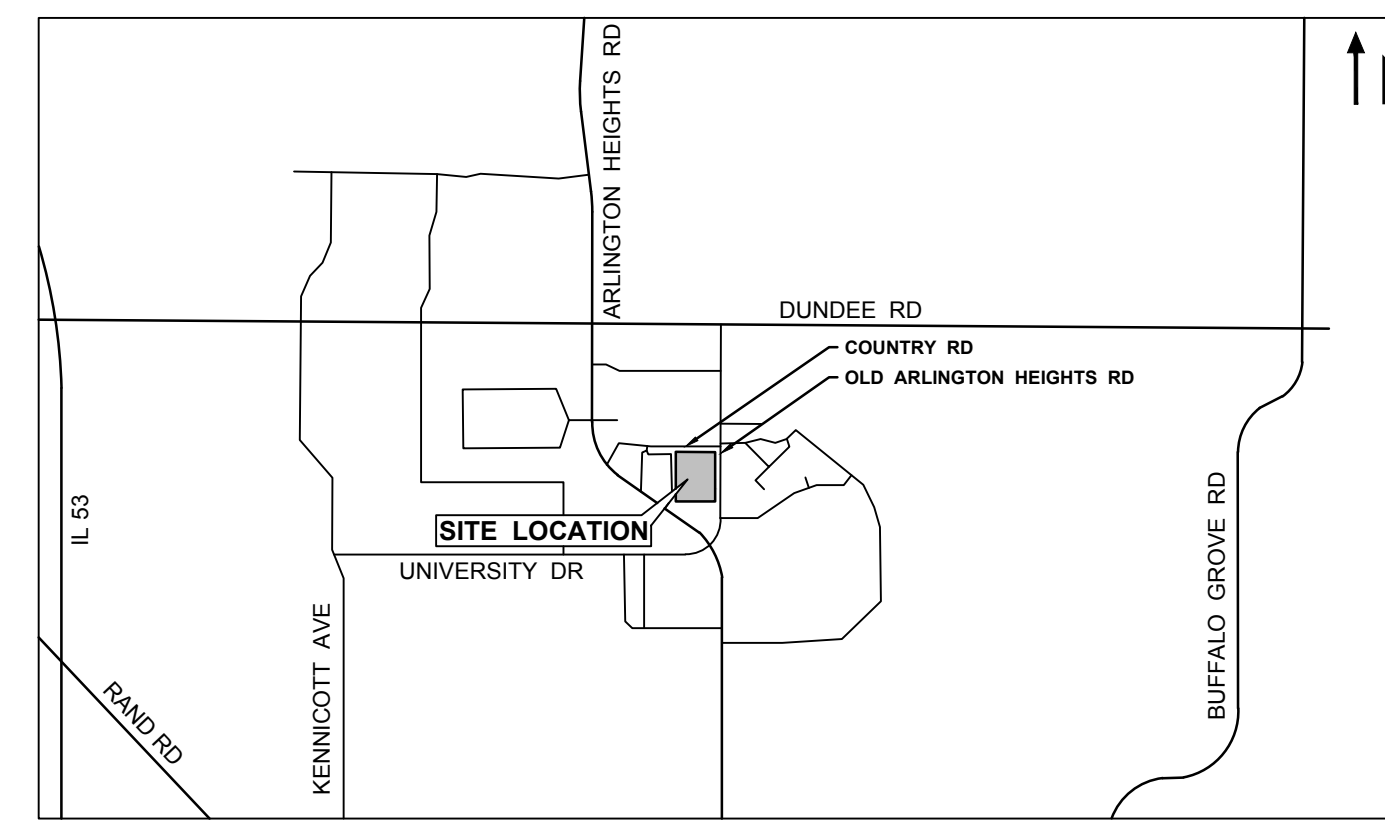 ARLINGTON HEIGHTS RD
DUNDEE RD
COUNTRY RD
OLD ARLINGTON HEIGHTS RD
IL 53
SITE LOCATION
UNIVERSITY DR
KENNICOTT AVE
RAND RD
BUFFALO GROVE RD